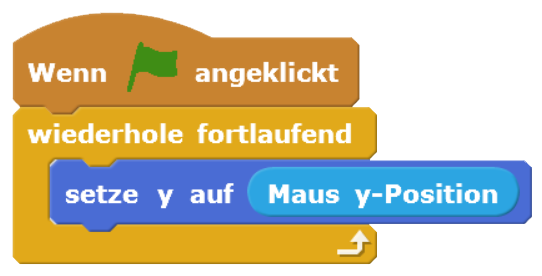 Wenn angeklickt
wiederhole fortlaufend
setze y auf Maus y-Position